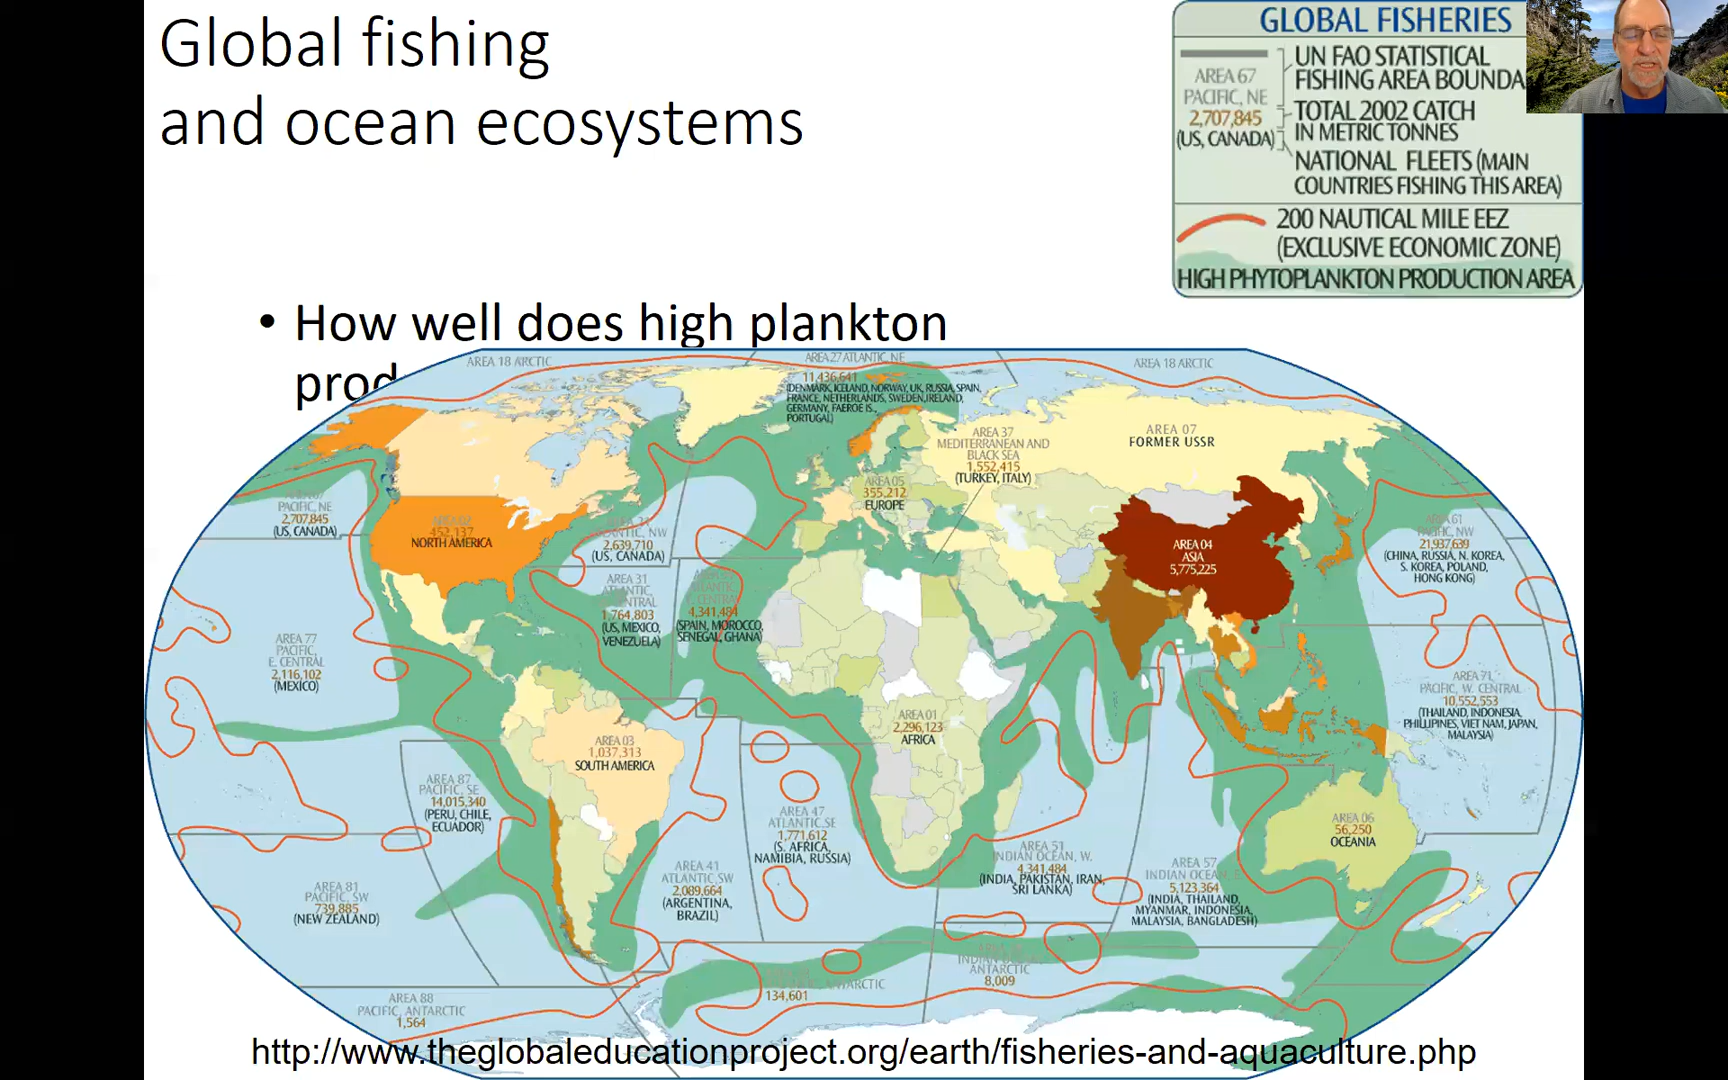 Global fishing
and ocean ecosystems
GLOBAL FISHERIES
UN FAO STATISTICAL
FISHING AREA BOUNDA
AREA 67
PACIFIC, NE
2,707,845
(US, CANADA)
TOTAL 2002 CATCH
IN METRIC TONNES
NATIONAL FLEETS (MAIN
COUNTRIES FISHING THIS AREA)
200 NAUTICAL MILE EEZ
(EXCLUSIVE ECONOMIC ZONE)
HIGH PHYTOPLANKTON PRODUCTION AREA
• How well does high plankton
prod
AREA 18 ARCTIC
AREA 27 ATLANTIC, NE
11,436,641
(DENMARK, ICELAND, NORWAY, UK, RUSSIA, SPAIN,
FRANCE, NETHERLANDS, SWEDEN, IRELAND,
GERMANY, FAEROE IS.,
PORTUGAL)
AREA 18 ARCTIC
AREA 07
FORMER USSR
AREA 37
MEDITERRANEAN AND
BLACK SEA
1,552,415
(TURKEY, ITALY)
AREA 05
355,212
EUROPE
PACIFIC, NE
2,707,845
(US, CANADA)
452,137
NORTH AMERICA
AREA 21
ATLANTIC, NW
2,639,710
(US, CANADA)
AREA 04
ASIA
5,775,225
AREA 61
PACIFIC, NW
21,937,639
(CHINA, RUSSIA, N. KOREA,
S. KOREA, POLAND,
HONG KONG)
AREA 31
ATLANTIC,
CENTRAL
1,764,803
(US, MEXICO,
VENEZUELA)
4,341,484
(SPAIN, MOROCCO,
SENEGAL, GHANA)
AREA 77
PACIFIC,
E. CENTRAL
2,116,102
(MEXICO)
AREA 71
PACIFIC, W. CENTRAL
10,552,553
(THAILAND, INDONESIA,
PHILLIPINES, VIET NAM, JAPAN,
MALAYSIA)
AREA 03
1,037,313
SOUTH AMERICA
AREA 01
2,296,123
AFRICA
AREA 87
PACIFIC, SE
14,015,340
(PERU, CHILE,
ECUADOR)
AREA 47
ATLANTIC, SE
1,771,612
(S. AFRICA,
NAMIBIA, RUSSIA)
AREA 06
56,250
OCEANIA
AREA 51
INDIAN OCEAN, W.
4,341,484
(INDIA, PAKISTAN, IRAN,
SRI LANKA)
AREA 57
INDIAN OCEAN,
5,123,364
(INDIA, THAILAND,
MYANMAR, INDONESIA,
MALAYSIA, BANGLADESH)
AREA 41
ATLANTIC, SW
2,089,664
(ARGENTINA,
BRAZIL)
AREA 81
PACIFIC, SW
739,885
(NEW ZEALAND)
134,601
ANTARCTIC
8,009
AREA 88
PACIFIC, ANTARCTIC
1,564
http://www.theglobaleducationproject.org/earth/fisheries-and-aquaculture.php